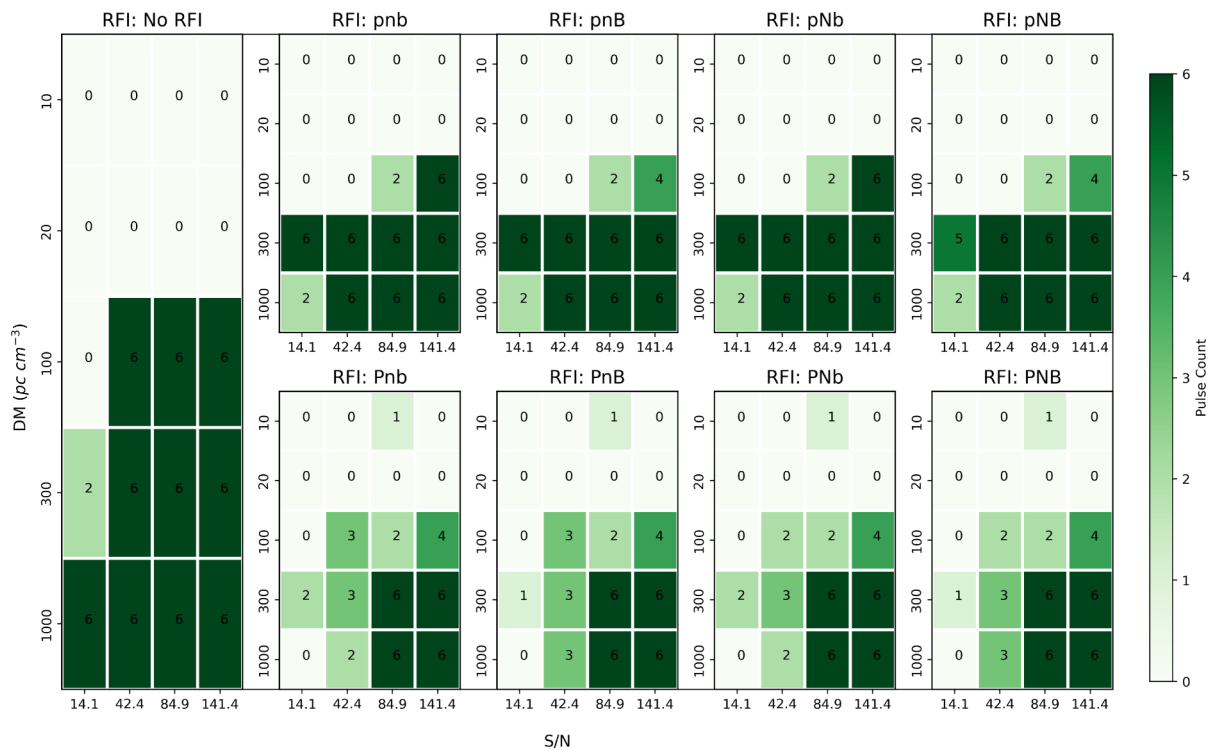 RFI: No RFI
10 0 0 0 0
20 0 0 0 0
100 0 6 6 6
300 2 6 6 6
1000 6 6 6 6
14.1 42.4 84.9 141.4
RFI: pnb
10 0 0 0 0
20 0 0 0 0
100 0 0 2 6
300 6 6 6 6
1000 2 6 6 6
14.1 42.4 84.9 141.4
RFI: pnB
10 0 0 0 0
20 0 0 0 0
100 0 0 2 4
300 6 6 6 6
1000 2 6 6 6
14.1 42.4 84.9 141.4
RFI: pNb
10 0 0 0 0
20 0 0 0 0
100 0 0 2 6
300 6 6 6 6
1000 2 6 6 6
14.1 42.4 84.9 141.4
RFI: pNB
10 0 0 0 0
20 0 0 0 0
100 0 0 2 4
300 5 6 6 6
1000 2 6 6 6
14.1 42.4 84.9 141.4
RFI: Pnb
10 0 0 1 0
20 0 0 0 0
100 0 3 2 4
300 2 3 6 6
1000 0 2 6 6
14.1 42.4 84.9 141.4
RFI: PnB
10 0 0 1 0
20 0 0 0 0
100 0 3 2 4
300 1 3 6 6
1000 0 3 6 6
14.1 42.4 84.9 141.4
RFI: PNb
10 0 0 1 0
20 0 0 0 0
100 0 2 2 4
300 2 3 6 6
1000 0 2 6 6
14.1 42.4 84.9 141.4
RFI: PNB
10 0 0 1 0
20 0 0 0 0
100 0 2 2 4
300 1 3 6 6
1000 0 3 6 6
14.1 42.4 84.9 141.4
DM (pc cm⁻³)
S/N
6
5
4
3
2
1
0
Pulse Count